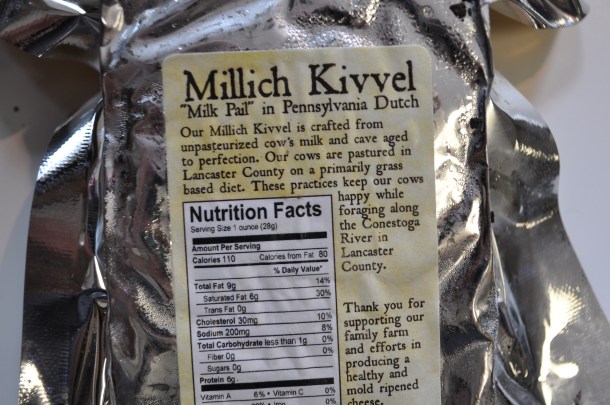 Millich Kivvel
"Milk Pail" in Pennsylvania Dutch
Our Millich Kivvel is crafted from
unpasteurized cow's milk and cave aged
to perfection. Our cows are pastured in
Lancaster County on a primarily grass
based diet. These practices keep our cows
happy while
foraging along
the Conestoga
River in
Lancaster
County.
Thank you for
supporting our
family farm
and efforts in
producing a
healthy and
mold ripened
cheese.
Nutrition Facts
Serving Size 1 ounce (28g)
Amount Per Serving
Calories 110 Calories from Fat 80
% Daily Value*
Total Fat 9g 14%
Saturated Fat 6g 30%
Trans Fat 0g
Cholesterol 30mg 10%
Sodium 200mg 8%
Total Carbohydrate less than 1g 0%
Fiber 0g 0%
Sugars 0g
Protein 6g
Vitamin A 6% • Vitamin C 0%